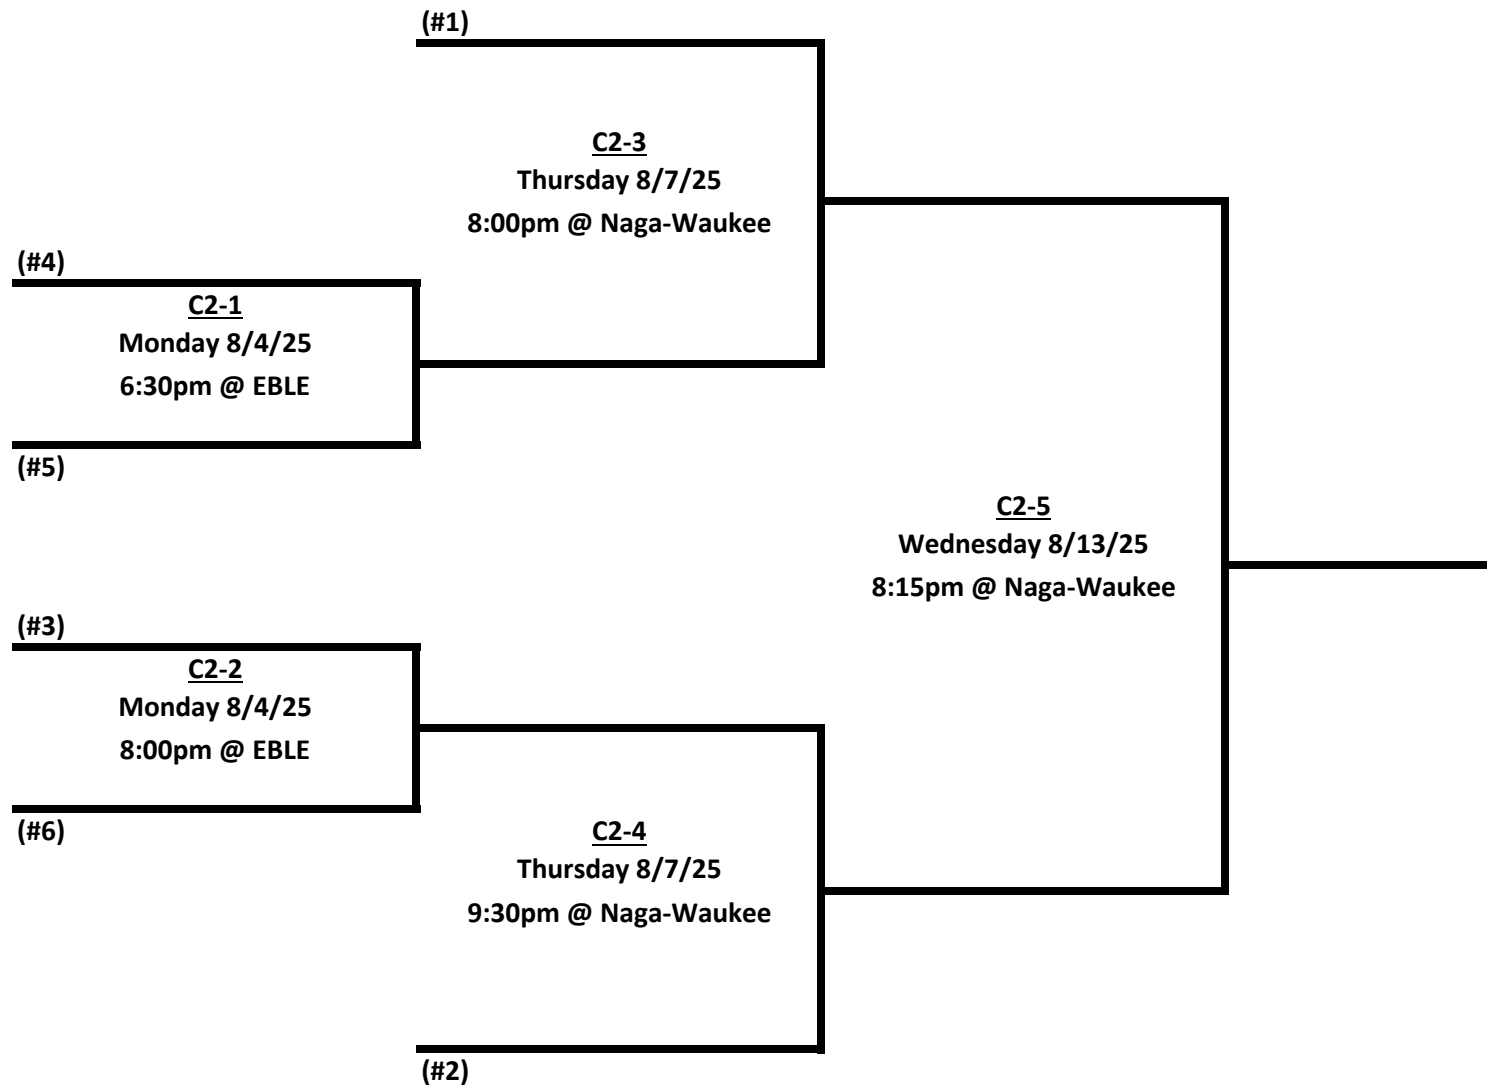 (#1)
C2-3
Thursday 8/7/25
8:00pm @ Naga-Waukee
(#4)
C2-1
Monday 8/4/25
6:30pm @ EBLE
(#5)
C2-5
Wednesday 8/13/25
8:15pm @ Naga-Waukee
(#3)
C2-2
Monday 8/4/25
8:00pm @ EBLE
(#6)
C2-4
Thursday 8/7/25
9:30pm @ Naga-Waukee
(#2)